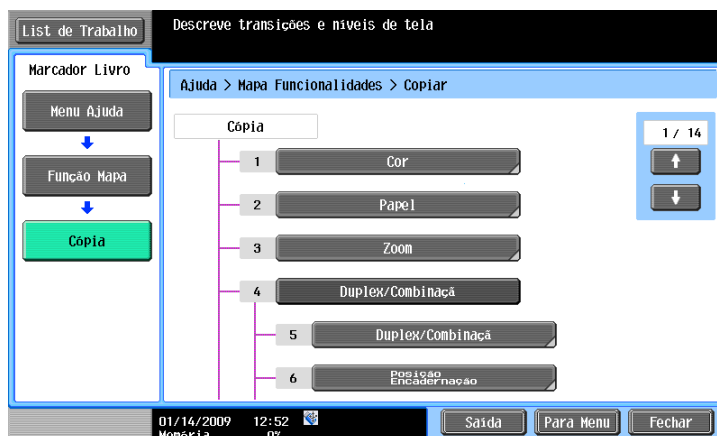 List de Trabalho
Descreve transições e níveis de tela
Marcador Livro
Ajuda > Mapa Funcionalidades > Copiar
Menu Ajuda
Função Mapa
Cópia
Cópia
1 Cor
2 Papel
3 Zoom
4 Duplex/Combinaçã
5 Duplex/Combinaçã
6 Posição
Encadernação
1/ 14
01/14/2009 12:52
Memória 0%
Saída
Para Menu
Fechar